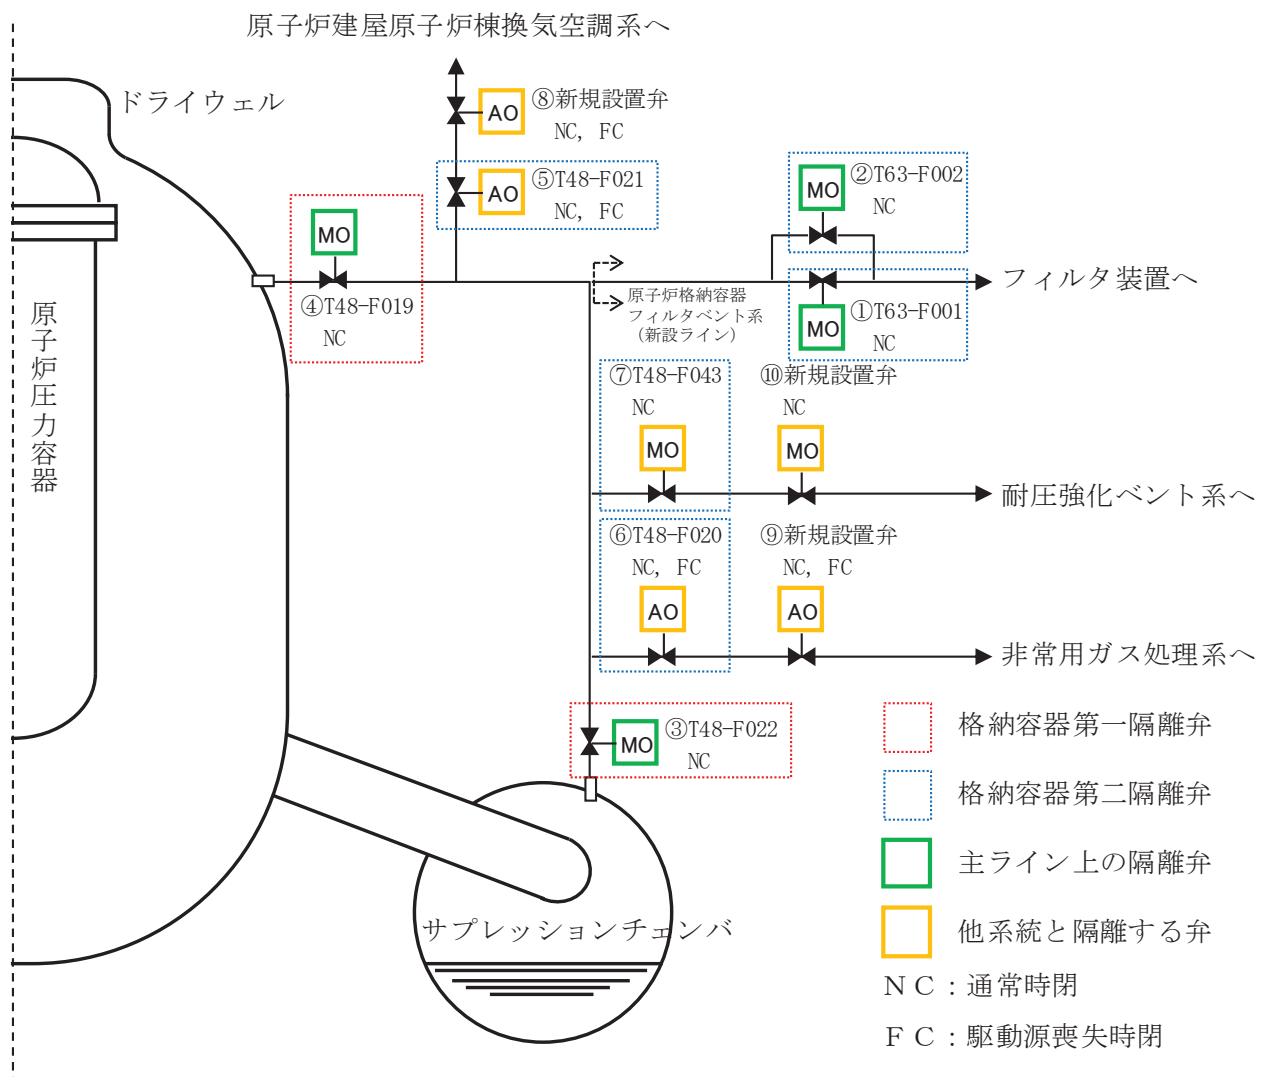 原子炉建屋原子炉棟換気空調系へ
ドライウェル
AO
⑧新規設置弁
NC, FC
AO
⑤T48-F021
NC, FC
MO
②T63-F002
NC
MO
④T48-F019
NC
フィルタ装置へ
原子炉格納容器
フィルタベント系
（新設ライン）
MO
①T63-F001
NC
原子炉圧力容器
⑦T48-F043
NC
MO
⑩新規設置弁
NC
MO
耐圧強化ベント系へ
⑥T48-F020
NC, FC
AO
⑨新規設置弁
NC, FC
AO
非常用ガス処理系へ
MO
③T48-F022
NC
サプレッションチェンバ
格納容器第一隔離弁
格納容器第二隔離弁
主ライン上の隔離弁
他系統と隔離する弁
ＮＣ：通常時閉
ＦＣ：駆動源喪失時閉